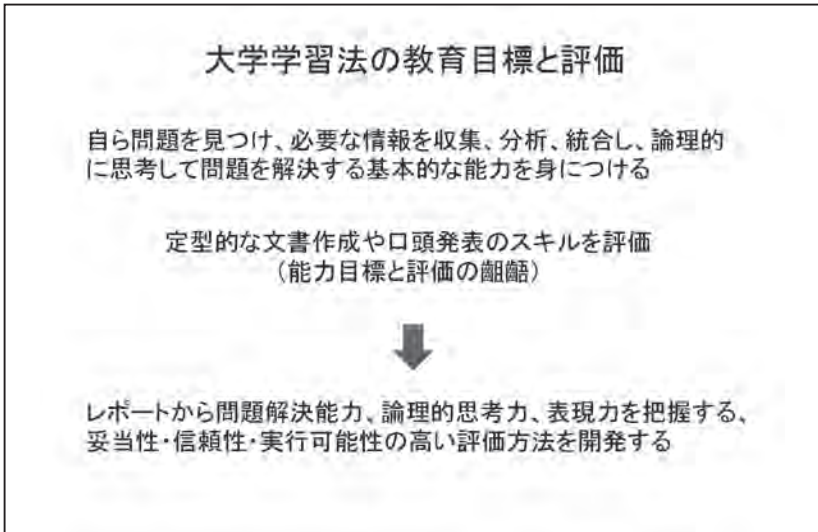 大学学習法の教育目標と評価
自ら問題を見つけ、必要な情報を収集、分析、統合し、論理的
に思考して問題を解決する基本的な能力を身につける
定型的な文書作成や口頭発表のスキルを評価
（能力目標と評価の齟齬）
レポートから問題解決能力、論理的思考力、表現力を把握する、
妥当性・信頼性・実行可能性の高い評価方法を開発する